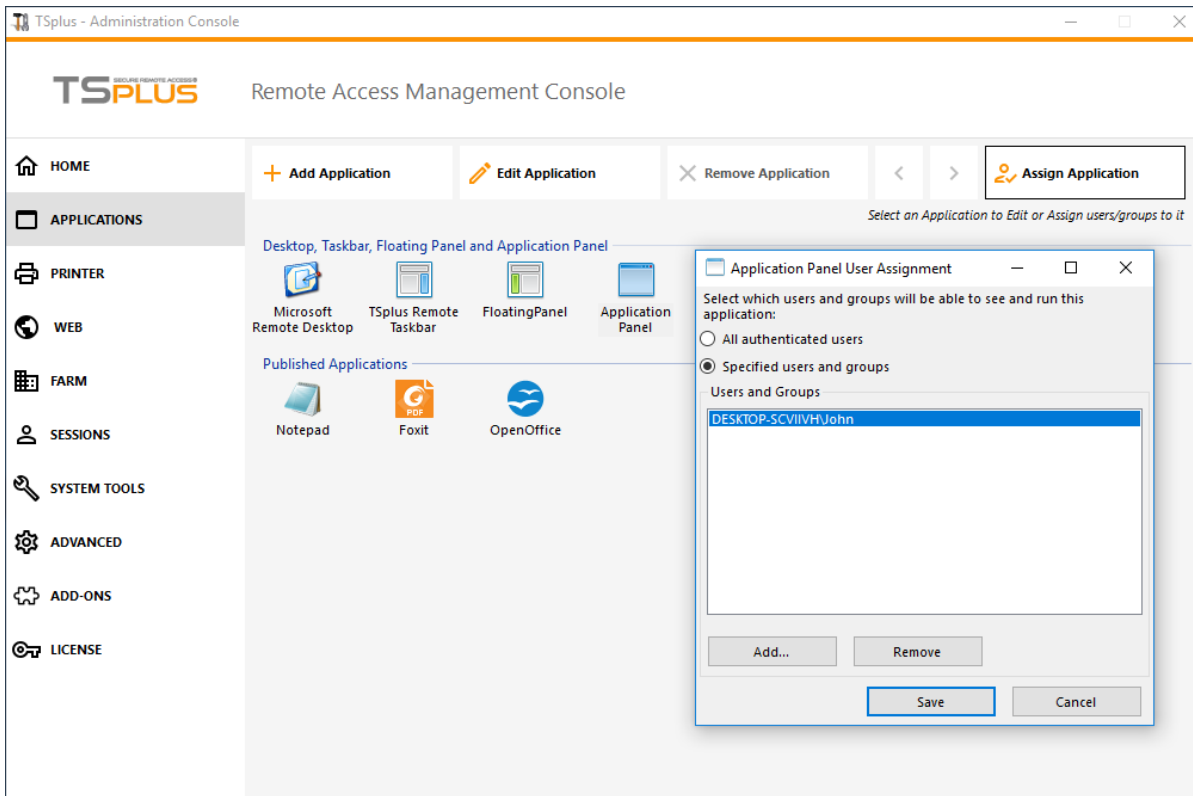 TSplus - Administration Console
TSPLUS SECURE REMOTE ACCESS®
Remote Access Management Console
HOME
APPLICATIONS
PRINTER
WEB
FARM
SESSIONS
SYSTEM TOOLS
ADVANCED
ADD-ONS
LICENSE
Add Application
Edit Application
Remove Application
Assign Application
Select an Application to Edit or Assign users/groups to it
Desktop, Taskbar, Floating Panel and Application Panel
Microsoft
Remote Desktop
TSplus Remote
Taskbar
FloatingPanel
Application
Panel
Published Applications
Notepad
PDF
Foxit
OpenOffice
Application Panel User Assignment
Select which users and groups will be able to see and run this
application:
All authenticated users
Specified users and groups
Users and Groups
DESKTOP-SCVIIVH\John
Add...
Remove
Save
Cancel